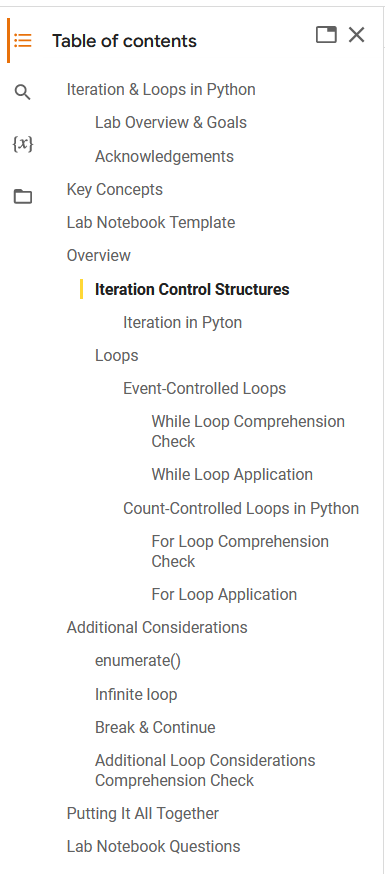 Table of contents
Iteration & Loops in Python
Lab Overview & Goals
Acknowledgements
{x}
Key Concepts
Lab Notebook Template
Overview
Iteration Control Structures
Iteration in Pyton
Loops
Event-Controlled Loops
While Loop Comprehension
Check
While Loop Application
Count-Controlled Loops in Python
For Loop Comprehension
Check
For Loop Application
Additional Considerations
enumerate()
Infinite loop
Break & Continue
Additional Loop Considerations
Comprehension Check
Putting It All Together
Lab Notebook Questions